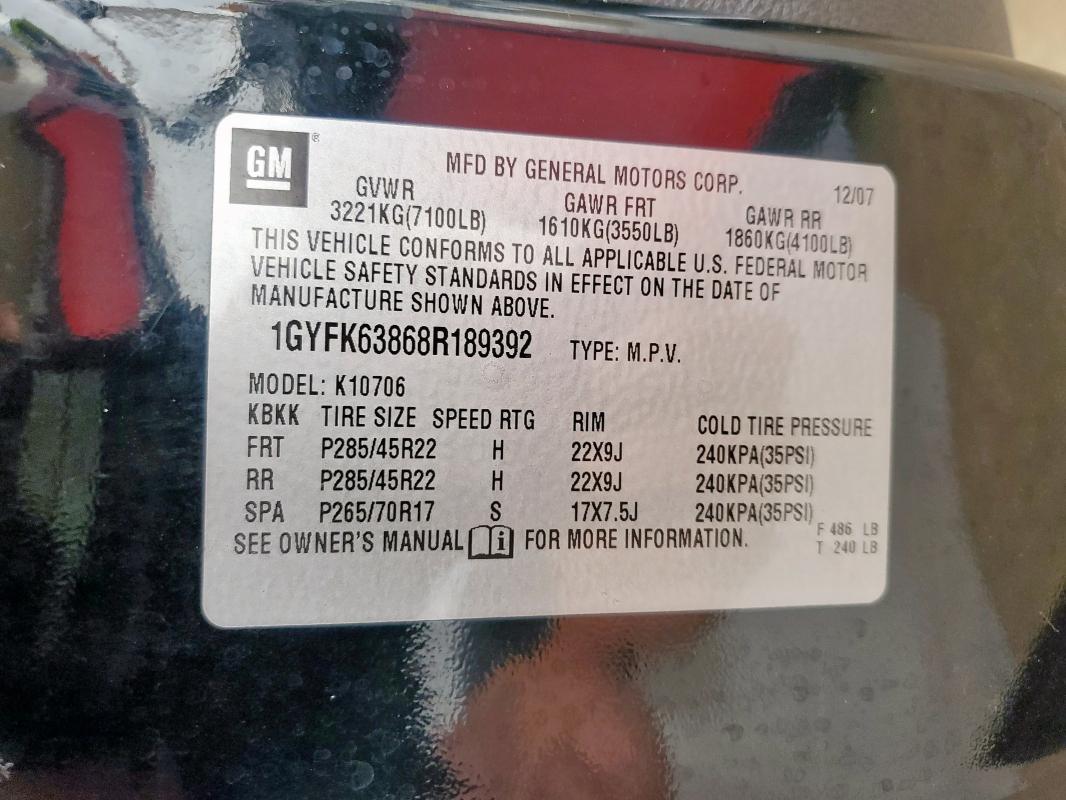 GM ®
MFD BY GENERAL MOTORS CORP. 12/07
GVWR GAWR FRT GAWR RR
3221KG(7100LB) 1610KG(3550LB) 1860KG(4100LB)
THIS VEHICLE CONFORMS TO ALL APPLICABLE U.S. FEDERAL MOTOR
VEHICLE SAFETY STANDARDS IN EFFECT ON THE DATE OF
MANUFACTURE SHOWN ABOVE.
1GYFK63868R189392 TYPE: M.P.V.
MODEL: K10706
KBKK TIRE SIZE SPEED RTG RIM COLD TIRE PRESSURE
FRT P285/45R22 H 22X9J 240KPA(35PSI)
RR P285/45R22 H 22X9J 240KPA(35PSI)
SPA P265/70R17 S 17X7.5J 240KPA(35PSI)
SEE OWNER'S MANUAL i FOR MORE INFORMATION.
F 486 LB
T 240 LB